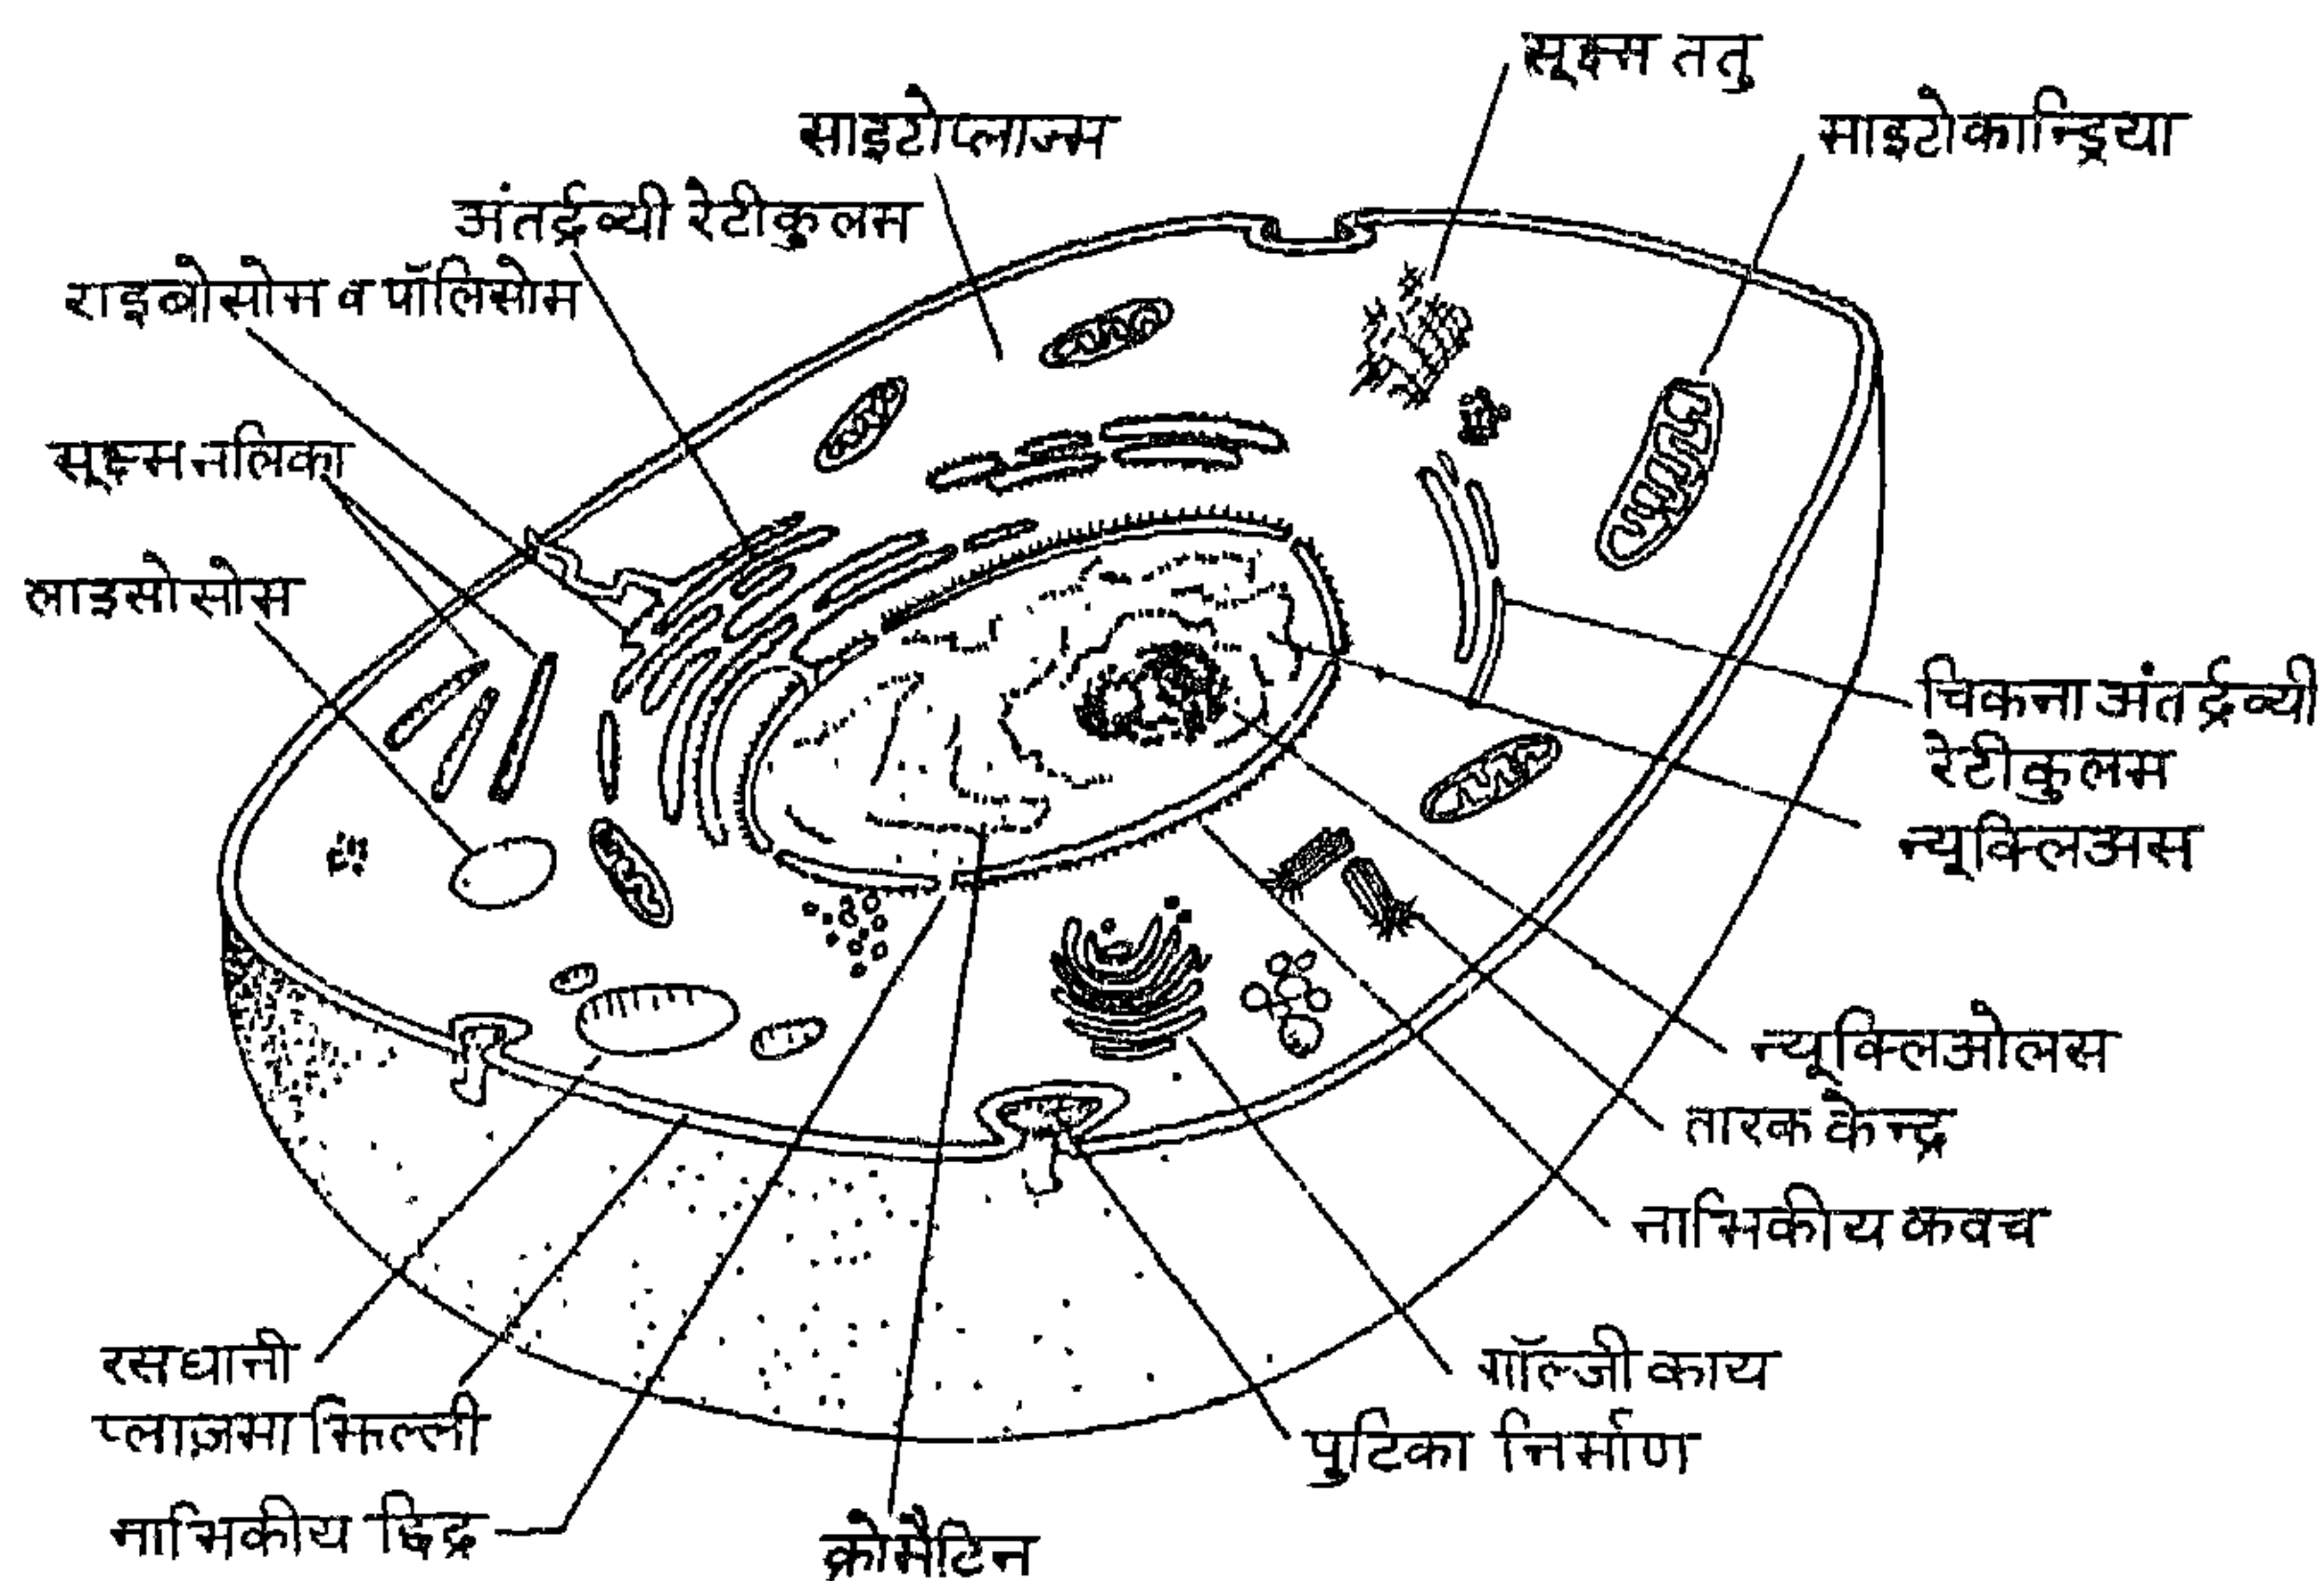 सूक्ष्म ततु
साइटोप्लाज्म
माइटोकान्ड्रिया
अंतर्द्रव्यी रेटीकुलम
राइबोसोम व पॉलिसोम
सूक्ष्म नलिका
लाइसोसोम
चिकना अंतर्द्रव्यी
रेटीकुलम
न्यूक्लिअस
न्यूक्लिओलस
तारक केन्द्र
नाभिकीय कवच
रसधानी
गॉल्जी काय
प्लाज़मा झिल्ली
पुटिका निर्माण
नाभिकीय छिद्र
क्रोमैटिन